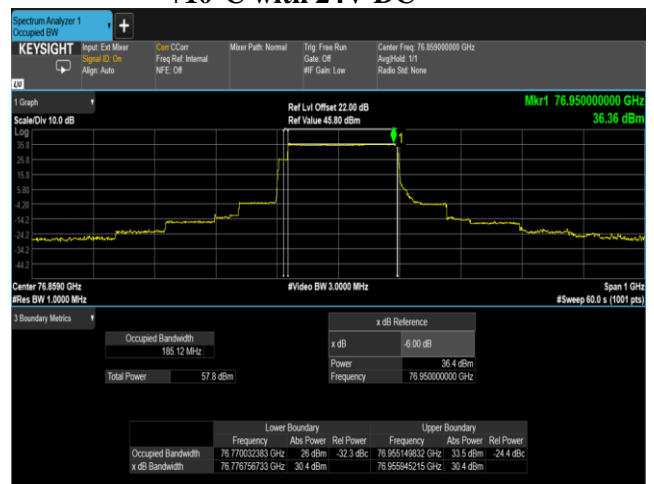 +10°C with 24V DC
Spectrum Analyzer 1
Occupied BW
+
KEYSIGHT Input: Ext Mixer Corr CCorr Mixer Path: Normal Trig: Free Run Center Freq: 76.859000000 GHz
Signal ID: On Freq Ref: Internal Gate: Off Avg|Hold: 1/1
Align: Auto NFE: Off #IF Gain: Low Radio Std: None
LXI
1 Graph Ref Lvl Offset 22.00 dB Mkr1 76.950000000 GHz
Scale/Div 10.0 dB Ref Value 45.80 dBm 36.36 dBm
Log
35.8
25.8
15.8
5.80
-4.20
-14.2
-24.2
-34.2
-44.2
1
Center 76.8590 GHz #Video BW 3.0000 MHz Span 1 GHz
#Res BW 1.0000 MHz #Sweep 60.0 s (1001 pts)
3 Boundary Metrics
x dB Reference
Occupied Bandwidth x dB -6.00 dB
185.12 MHz
Power 36.4 dBm
Total Power 57.8 dBm Frequency 76.950000000 GHz
Lower Boundary Upper Boundary
Frequency Abs Power Rel Power Frequency Abs Power Rel Power
Occupied Bandwidth 76.770032383 GHz 26 dBm -32.3 dBc 76.955149832 GHz 33.5 dBm -24.4 dBc
x dB Bandwidth 76.776756733 GHz 30.4 dBm 76.955945215 GHz 30.4 dBm